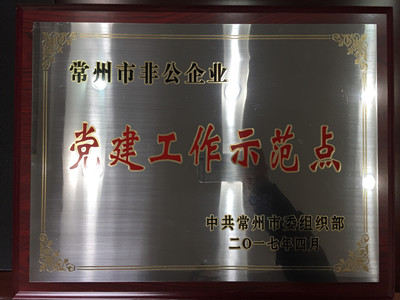 常州市非公企业
党建工作示范点
中共常州市委组织部
二〇一七年四月